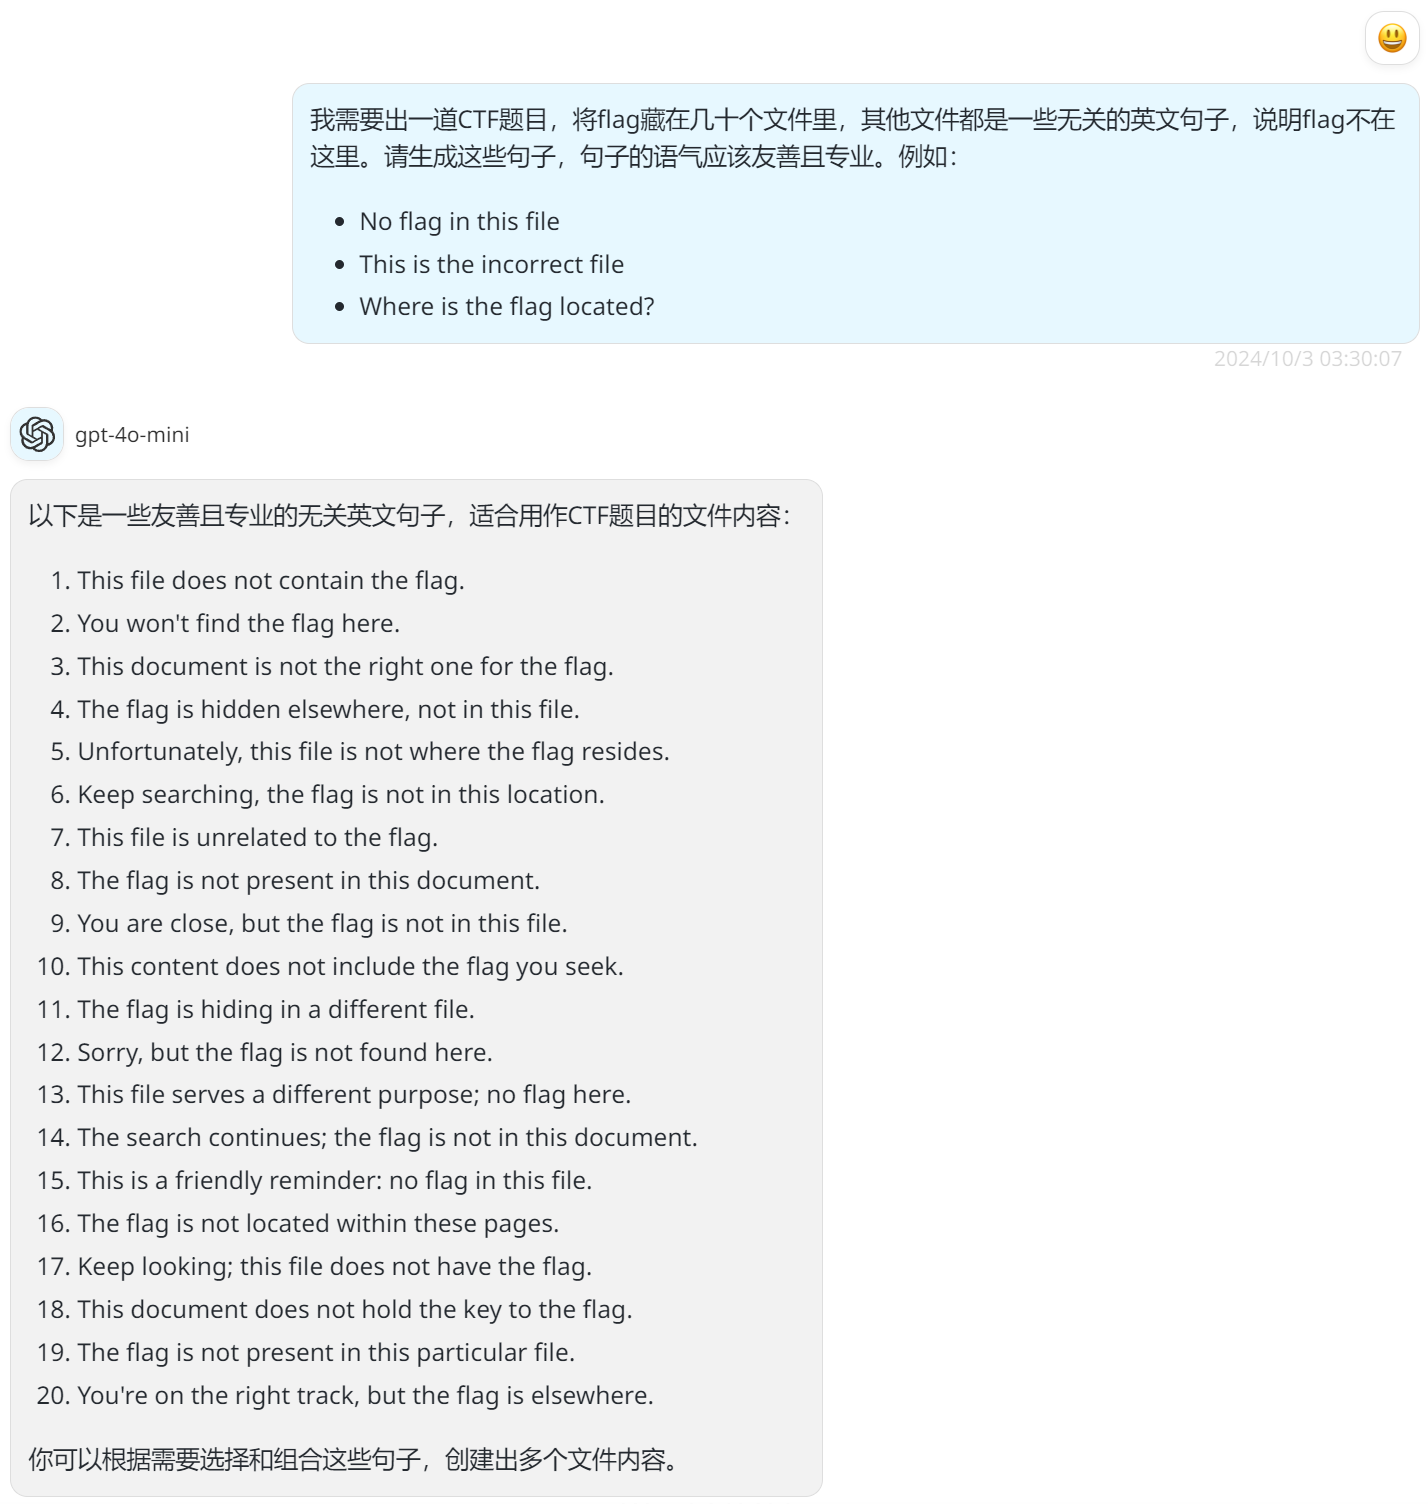 我需要出一道CTF题目，将flag藏在几十个文件里，其他文件都是一些无关的英文句子，说明flag不在
这里。请生成这些句子，句子的语气应该友善且专业。例如：
• No flag in this file
• This is the incorrect file
• Where is the flag located?
2024/10/3 03:30:07
gpt-4o-mini
以下是一些友善且专业的无关英文句子，适合用作CTF题目的文件内容：
1. This file does not contain the flag.
2. You won't find the flag here.
3. This document is not the right one for the flag.
4. The flag is hidden elsewhere, not in this file.
5. Unfortunately, this file is not where the flag resides.
6. Keep searching, the flag is not in this location.
7. This file is unrelated to the flag.
8. The flag is not present in this document.
9. You are close, but the flag is not in this file.
10. This content does not include the flag you seek.
11. The flag is hiding in a different file.
12. Sorry, but the flag is not found here.
13. This file serves a different purpose; no flag here.
14. The search continues; the flag is not in this document.
15. This is a friendly reminder: no flag in this file.
16. The flag is not located within these pages.
17. Keep looking; this file does not have the flag.
18. This document does not hold the key to the flag.
19. The flag is not present in this particular file.
20. You're on the right track, but the flag is elsewhere.
你可以根据需要选择和组合这些句子，创建出多个文件内容。